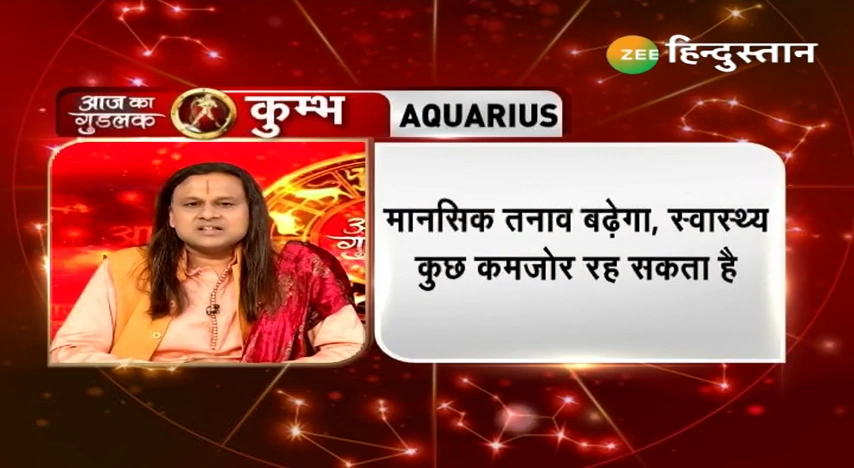 ZEE हिन्दुस्तान
आज का
गुडलक
कुम्भ
AQUARIUS
मानसिक तनाव बढ़ेगा, स्वास्थ्य
कुछ कमजोर रह सकता है